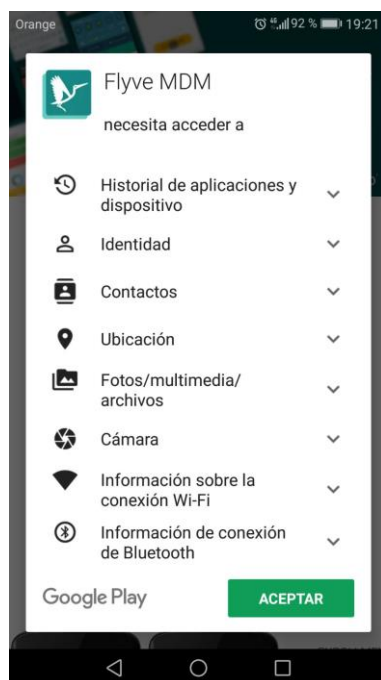 Orange 92 % 19:21
Flyve MDM
necesita acceder a
Historial de aplicaciones y
dispositivo
Identidad
Contactos
Ubicación
Fotos/multimedia/
archivos
Cámara
Información sobre la
conexión Wi-Fi
Información de conexión
de Bluetooth
Google Play ACEPTAR